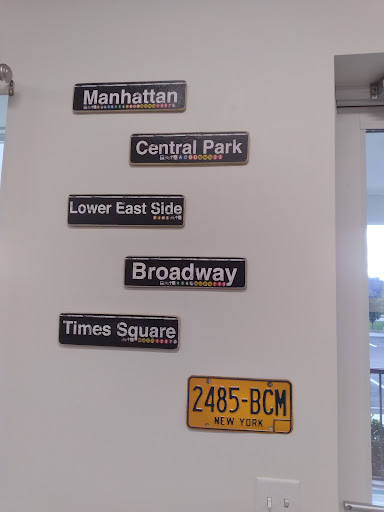 Manhattan
Central Park
Lower East Side
Broadway
Times Square
2485-BCM
NEW YORK